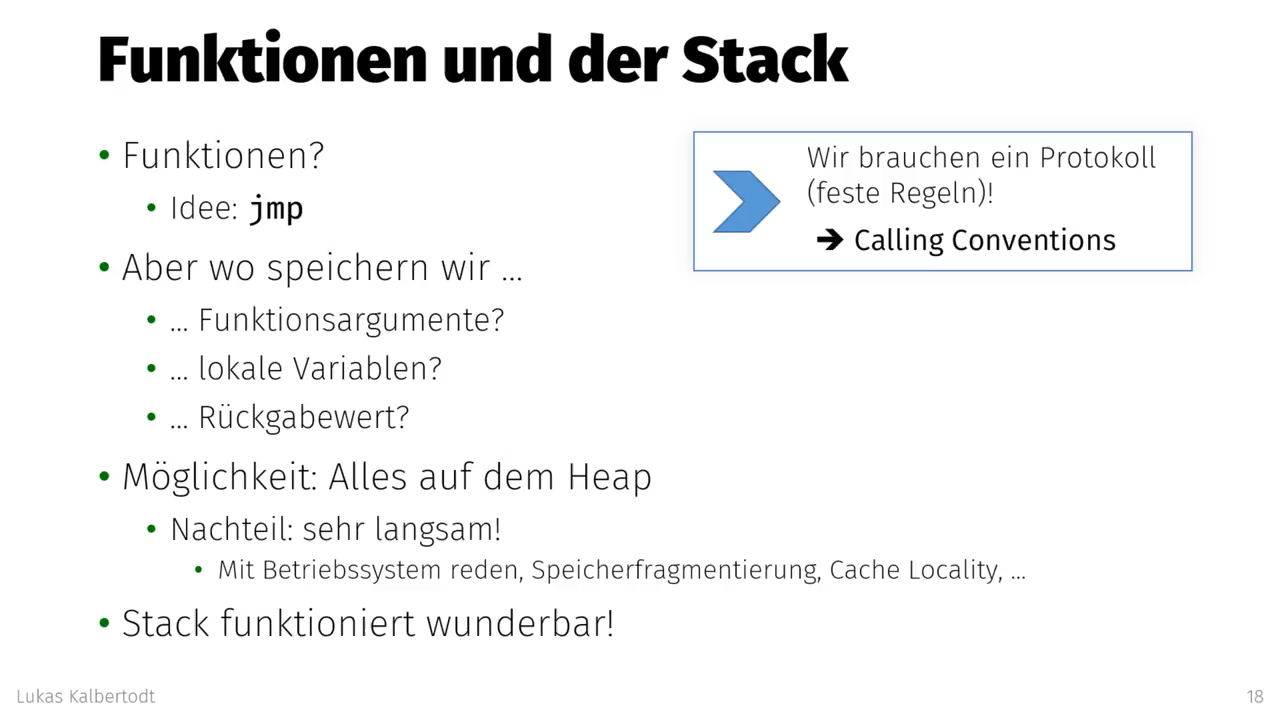 Funktionen und der Stack
• Funktionen?
• Idee: jmp
• Aber wo speichern wir ...
• ... Funktionsargumente?
• ... lokale Variablen?
• ... Rückgabewert?
• Möglichkeit: Alles auf dem Heap
• Nachteil: sehr langsam!
• Mit Betriebssystem reden, Speicherfragmentierung, Cache Locality, ...
• Stack funktioniert wunderbar!
Wir brauchen ein Protokoll
(feste Regeln)!
➔ Calling Conventions
Lukas Kalbertodt
18